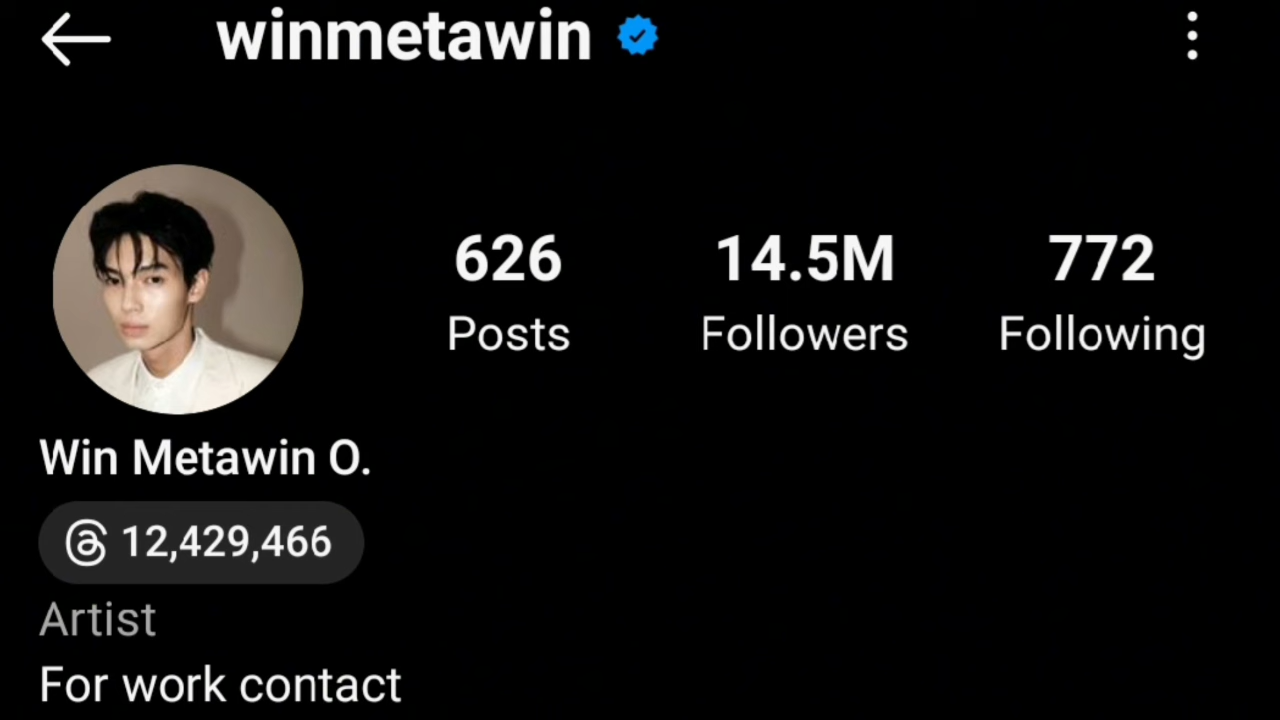 winmetawin
626 14.5M 772
Posts Followers Following
Win Metawin O.
12,429,466
Artist
For work contact